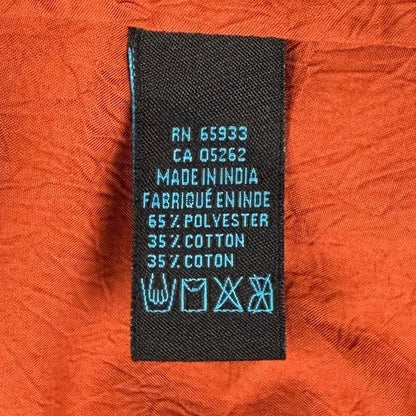 RN 65933
CA 05262
MADE IN INDIA
FABRIQUÉ EN INDE
65% POLYESTER
35% COTTON
35% COTON